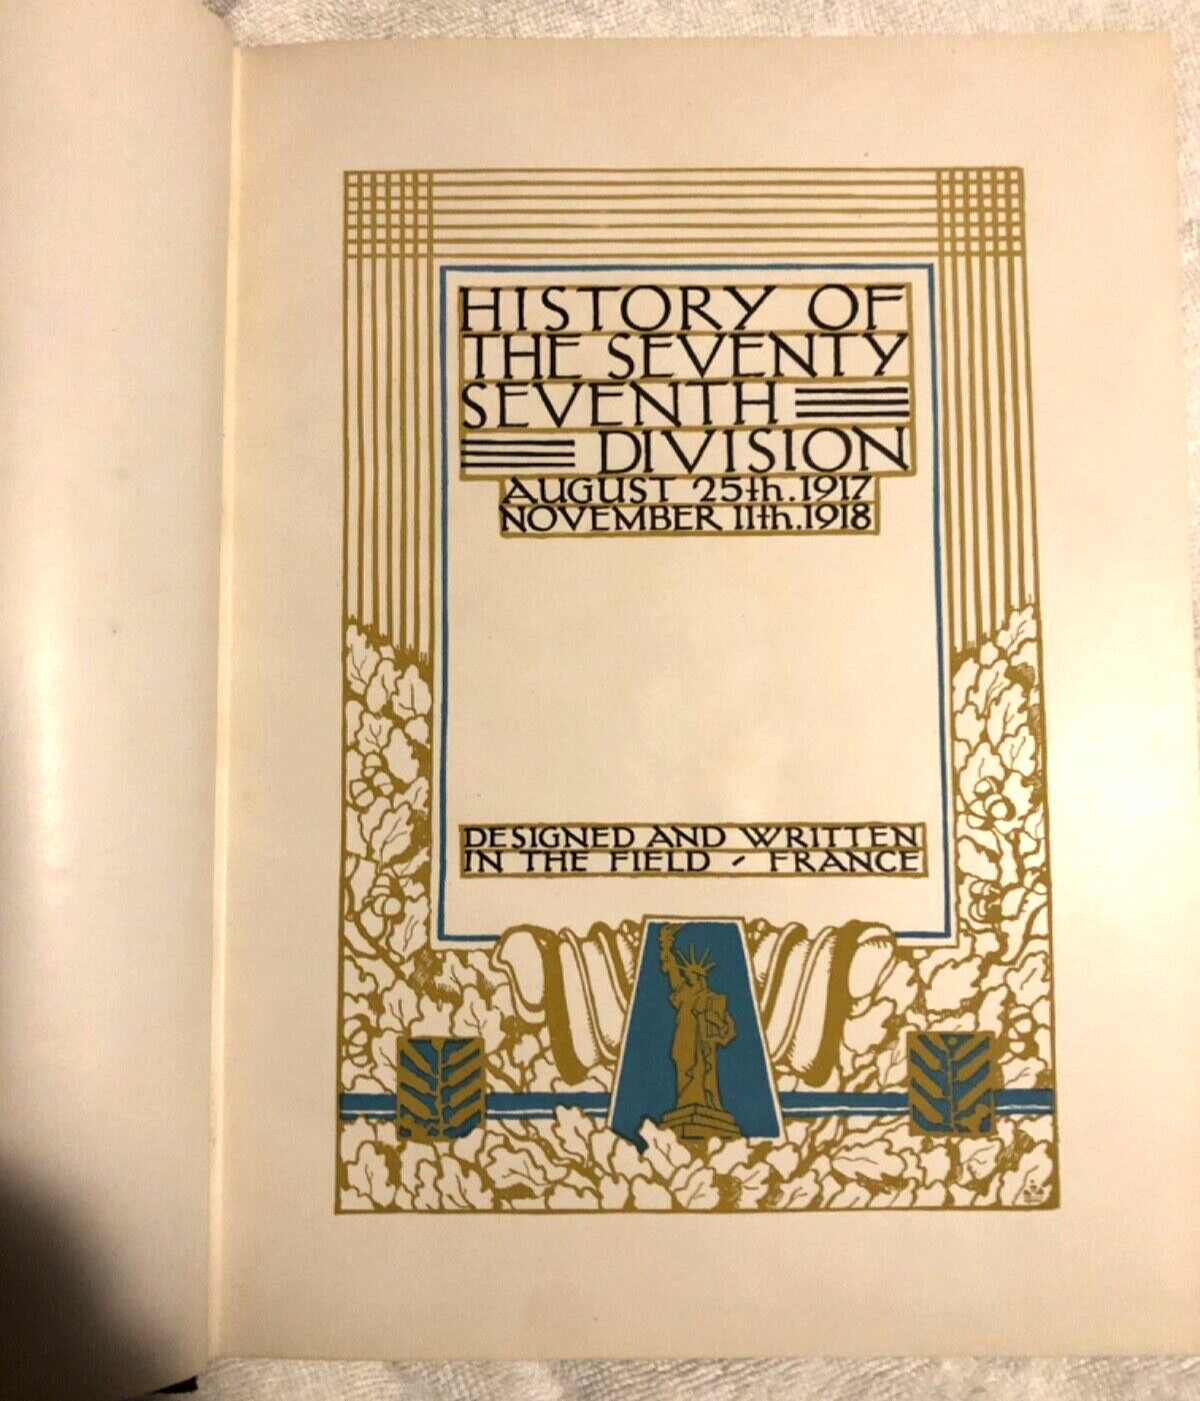 HISTORY OF
THE SEVENTY
SEVENTH
DIVISION
AUGUST 25th. 1917
NOVEMBER 11th. 1918
DESIGNED AND WRITTEN
IN THE FIELD - FRANCE